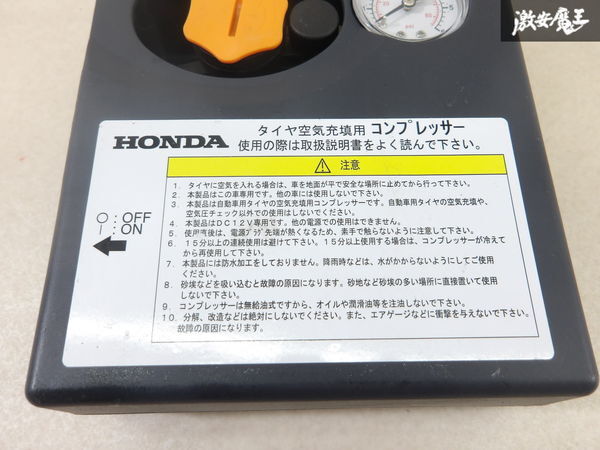 激安魔王
HONDA
タイヤ空気充填用 コンプレッサー
使用の際は取扱説明書をよく読んで下さい。
注意
○:OFF
|:ON
1. タイヤに空気を入れる場合は、車を地面が平で安全な場所に止めてから行って下さい。
2. 本製品はこの車専用です。他の車には使用しないで下さい。
3. 本製品は自動車用タイヤの空気充填用コンプレッサーです。自動車用タイヤの空気充填や、
空気圧チェック以外での使用はしないでください。
4. 本製品はDC12V専用です。他の電源での使用はできません。
5. 使用直後は、電源プラグ先端が熱くなるため、素手で触らないように注意して下さい。
6. 15分以上の連続使用は避けて下さい。15分以上使用する場合は、コンプレッサーが冷えて
から再使用して下さい。
7. 本製品には防水加工をしておりません。降雨時などは、水がかからないようにしてご使用
ください。
8. 砂埃などを吸い込むと故障の原因になります。砂地など砂埃の多い場所に直接置いて使用
しないで下さい。
9. コンプレッサーは無給油式ですから、オイルや潤滑油等を注油しないで下さい。
10. 分解、改造などは絶対にしないでください。また、エアゲージなどに衝撃を与えないで下さい。
故障の原因になります。